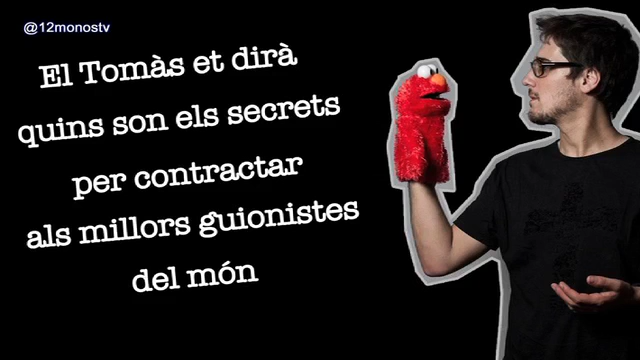 @12monostv
El Tomàs et dirà
quins son els secrets
per contractar
als millors guionistes
del món